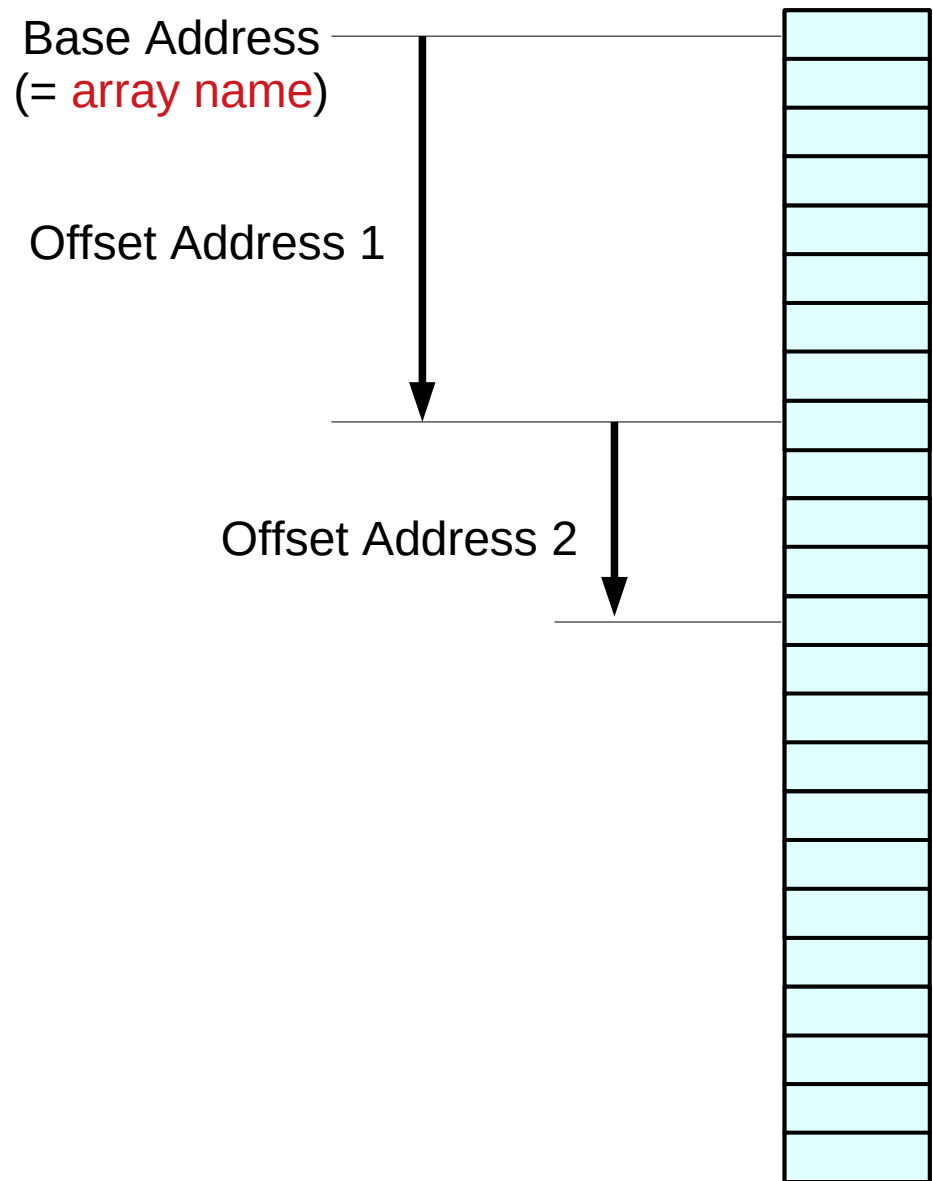 Base Address
(= array name)
Offset Address 1
Offset Address 2